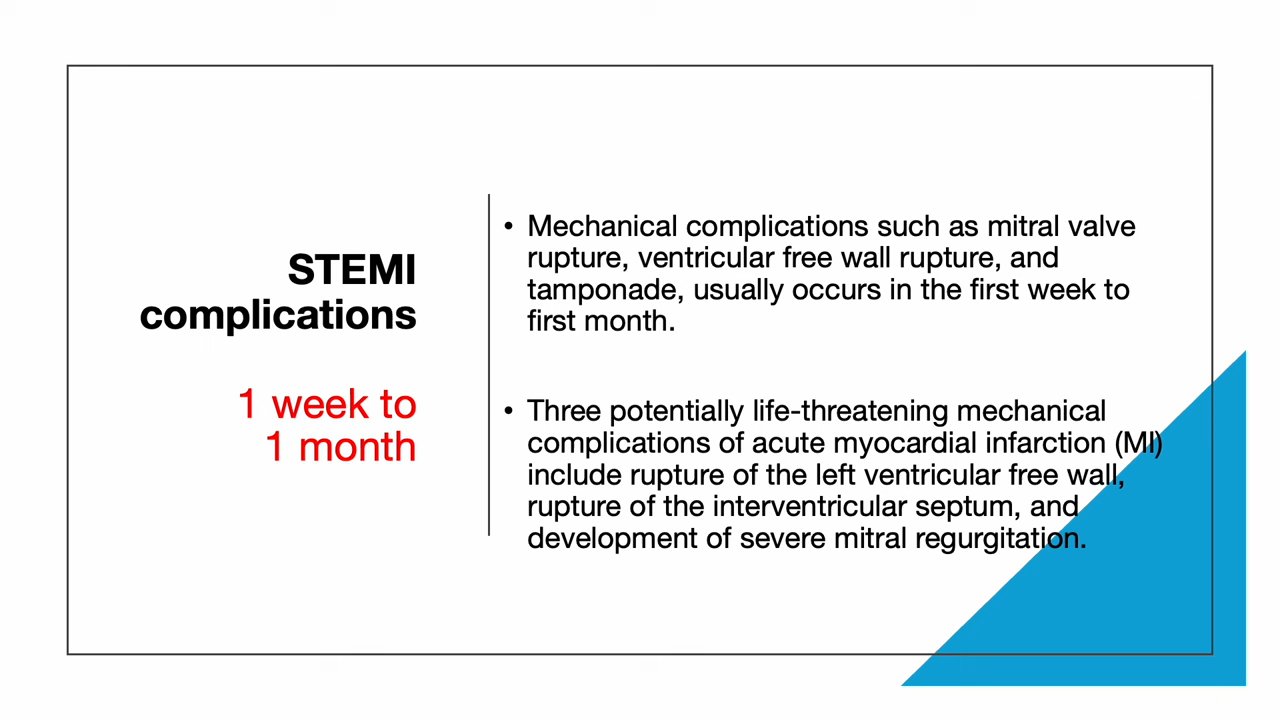 STEMI
complications
1 week to
1 month
• Mechanical complications such as mitral valve
rupture, ventricular free wall rupture, and
tamponade, usually occurs in the first week to
first month.
• Three potentially life-threatening mechanical
complications of acute myocardial infarction (MI)
include rupture of the left ventricular free wall,
rupture of the interventricular septum, and
development of severe mitral regurgitation.